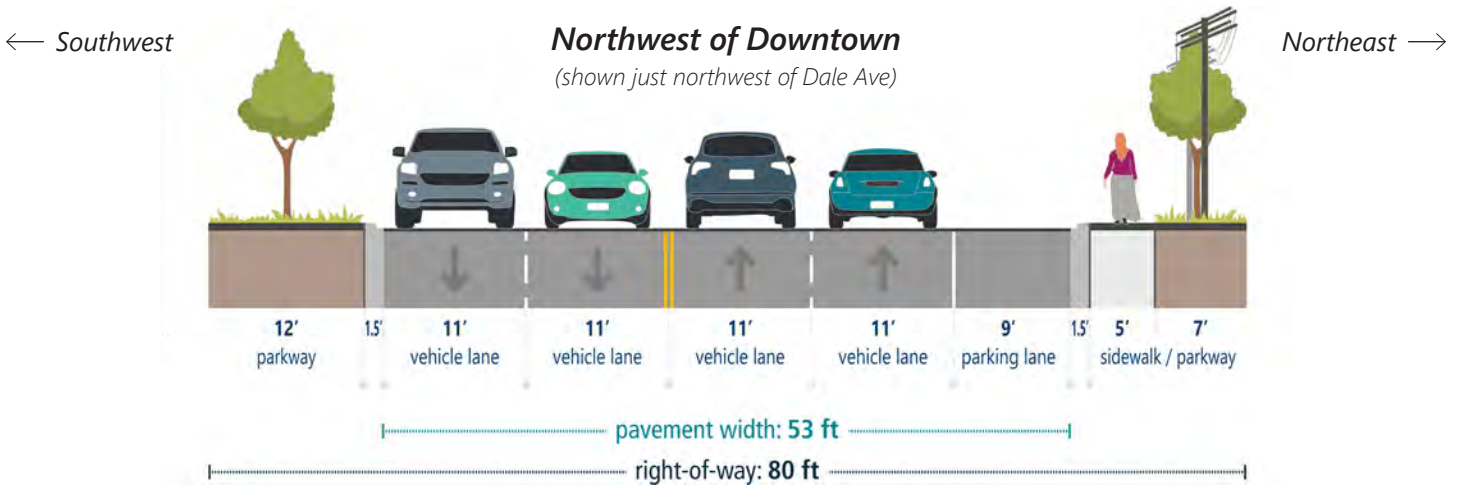 ← Southwest
Northwest of Downtown
Northeast →
(shown just northwest of Dale Ave)
12′ 1.5′ 11′ 11′ 11′ 11′ 9′ 1.5′ 5′ 7′
parkway vehicle lane vehicle lane vehicle lane vehicle lane parking lane sidewalk / parkway
pavement width: 53 ft
right-of-way: 80 ft